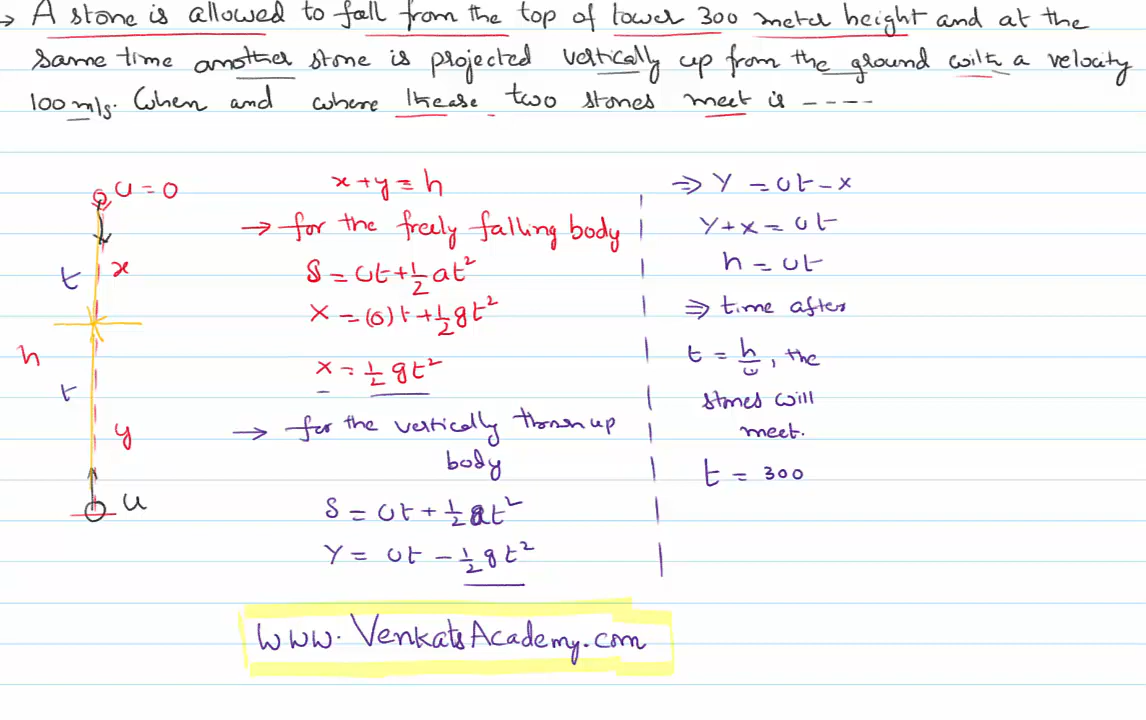 → A stone is allowed to fall from the top of tower 300 meter height and at the
same time another stone is projected vertically up from the ground with a velocity
100 m/s. When and where these two stones meet is ----
u = 0
t
x
h
t
y
u
x + y = h
→ for the freely falling body
S = ut + 1/2 at²
x = (0)t + 1/2 gt²
x = 1/2 gt²
→ for the vertically thrown up
body
S = ut + 1/2 at²
Y = ut - 1/2 gt²
⇒ Y = ut - x
Y + x = ut
h = ut
⇒ time after
t = h/u, the
stones will
meet.
t = 300
www.VenkatsAcademy.com